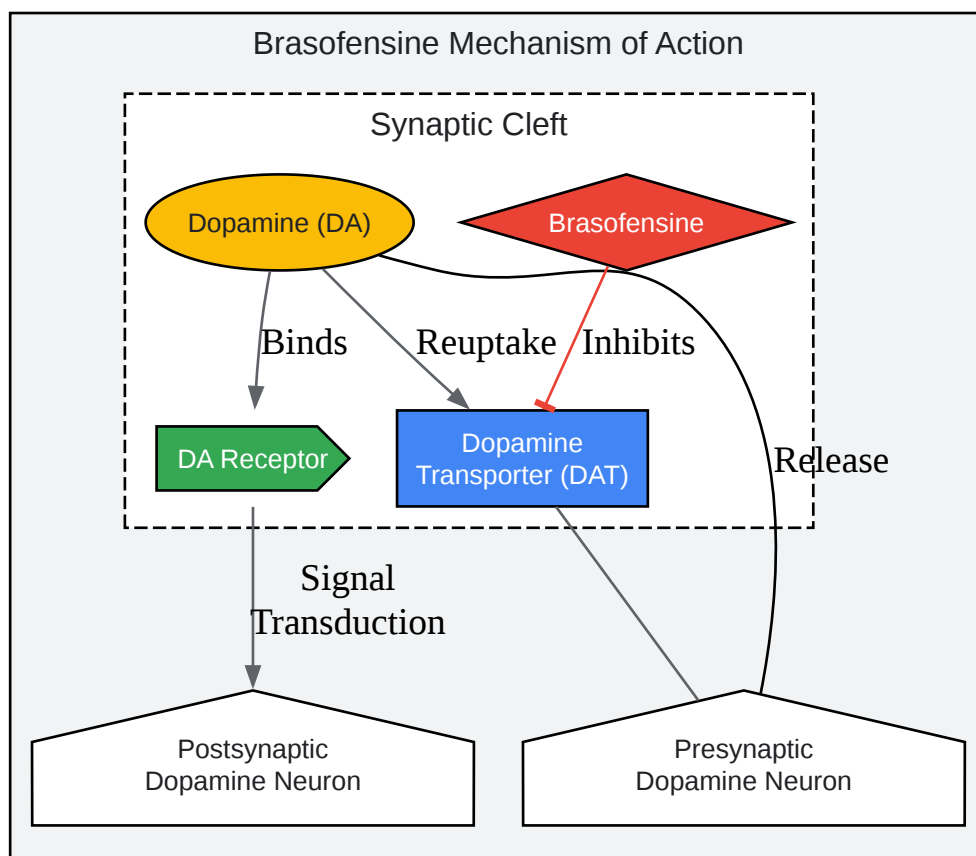 Brasofensine Mechanism of Action
Synaptic Cleft
Dopamine (DA)
Brasofensine
Binds
Reuptake
Inhibits
DA Receptor
Dopamine
Transporter (DAT)
Release
Signal
Transduction
Postsynaptic
Dopamine Neuron
Presynaptic
Dopamine Neuron